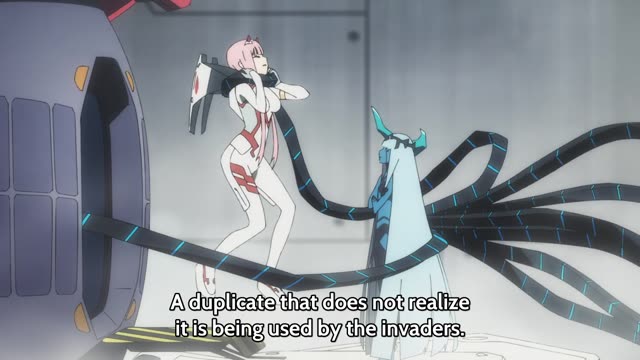 A duplicate that does not realize
it is being used by the invaders.